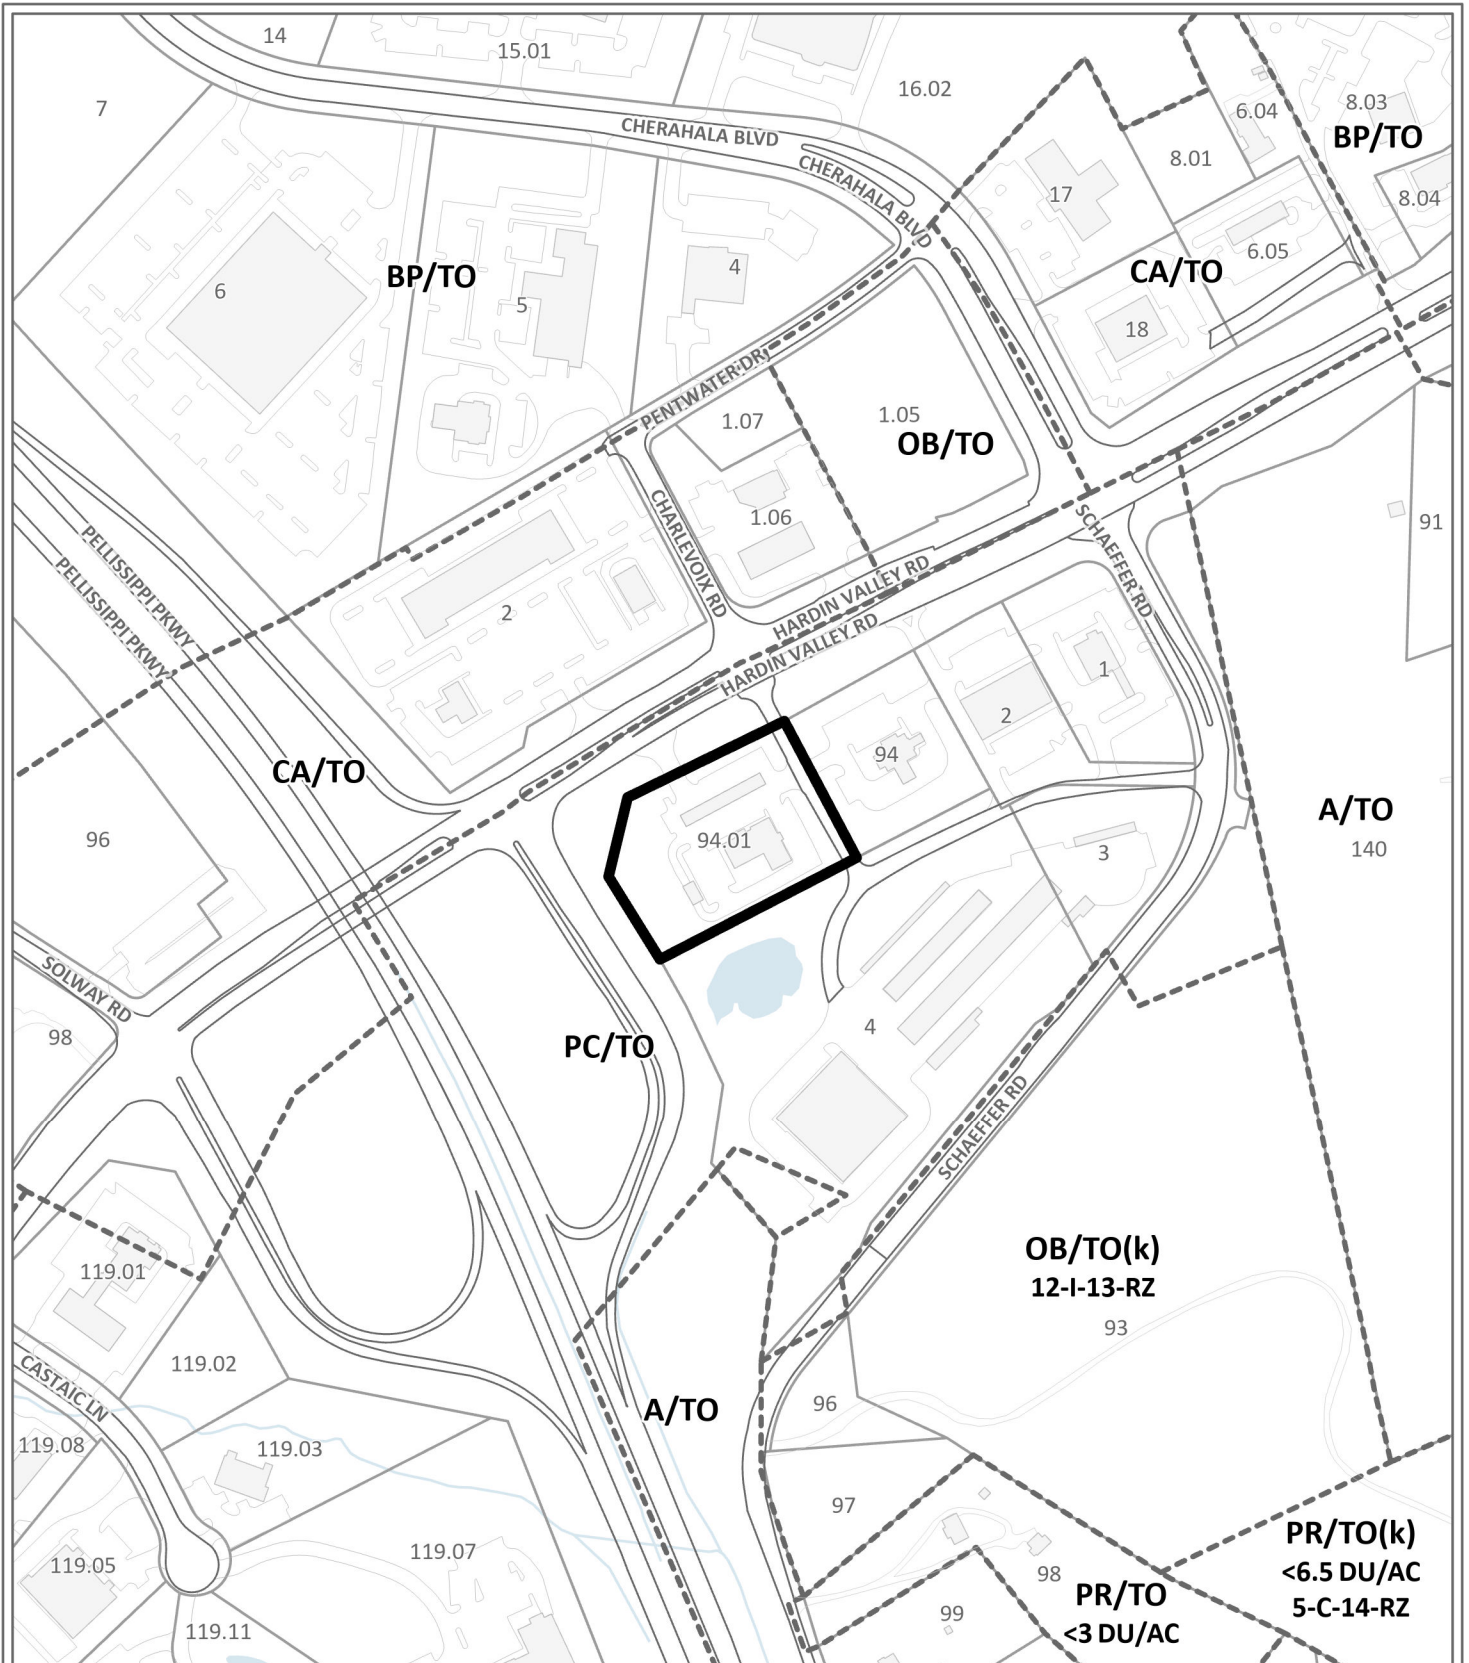 14
15.01
7
16.02
CHERAHALA BLVD
CHERAHALA BLVD
6.04
8.03
BP/TO
8.01
8.04
17
6.05
CA/TO
18
6
BP/TO
5
4
PENTWATER DR
1.07
1.05
OB/TO
1.06
CHARLEVOIX RD
91
PELLISSIPPI PKWY
PELLISSIPPI PKWY
2
HARDIN VALLEY RD
HARDIN VALLEY RD
SCHAEFFER RD
1
2
94
CA/TO
96
94.01
A/TO
140
3
SOLWAY RD
98
4
PC/TO
SCHAEFFER RD
OB/TO(k)
12-I-13-RZ
93
119.01
119.02
CASTAIC LN
119.08
119.03
A/TO
96
97
119.05
119.07
119.11
98
99
PR/TO
<3 DU/AC
PR/TO(k)
<6.5 DU/AC
5-C-14-RZ